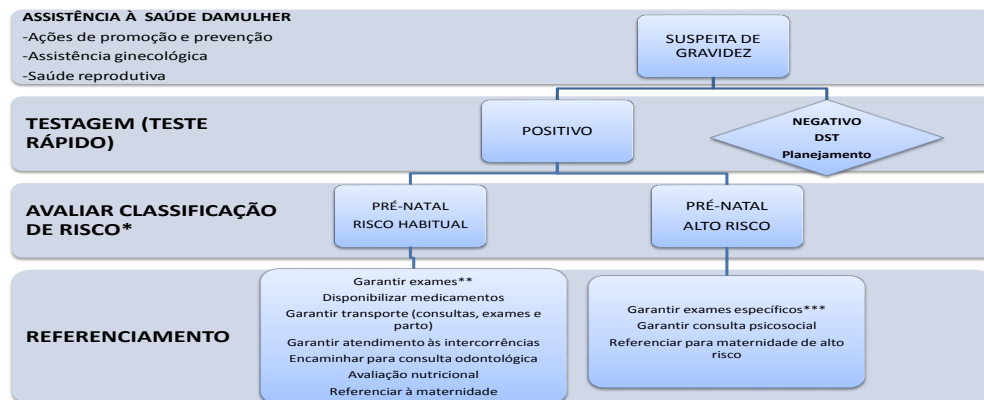 ASSISTÊNCIA À SAÚDE DAMULHER
-Ações de promoção e prevenção
-Assistência ginecológica
-Saúde reprodutiva
SUSPEITA DE
GRAVIDEZ
TESTAGEM (TESTE
RÁPIDO)
POSITIVO
NEGATIVO
DST
Planejamento
AVALIAR CLASSIFICAÇÃO
DE RISCO*
PRÉ-NATAL
RISCO HABITUAL
PRÉ-NATAL
ALTO RISCO
REFERENCIAMENTO
Garantir exames**
Disponibilizar medicamentos
Garantir transporte (consultas, exames e
parto)
Garantir atendimento às intercorrências
Encaminhar para consulta odontológica
Avaliação nutricional
Referenciar à maternidade
Garantir exames específicos***
Garantir consulta psicosocial
Referenciar para maternidade de alto
risco